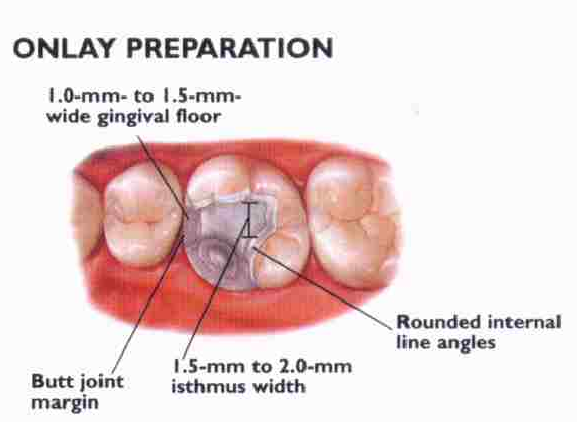 ONLAY PREPARATION
1.0-mm- to 1.5-mm-
wide gingival floor
Rounded internal
line angles
1.5-mm to 2.0-mm
isthmus width
Butt joint
margin